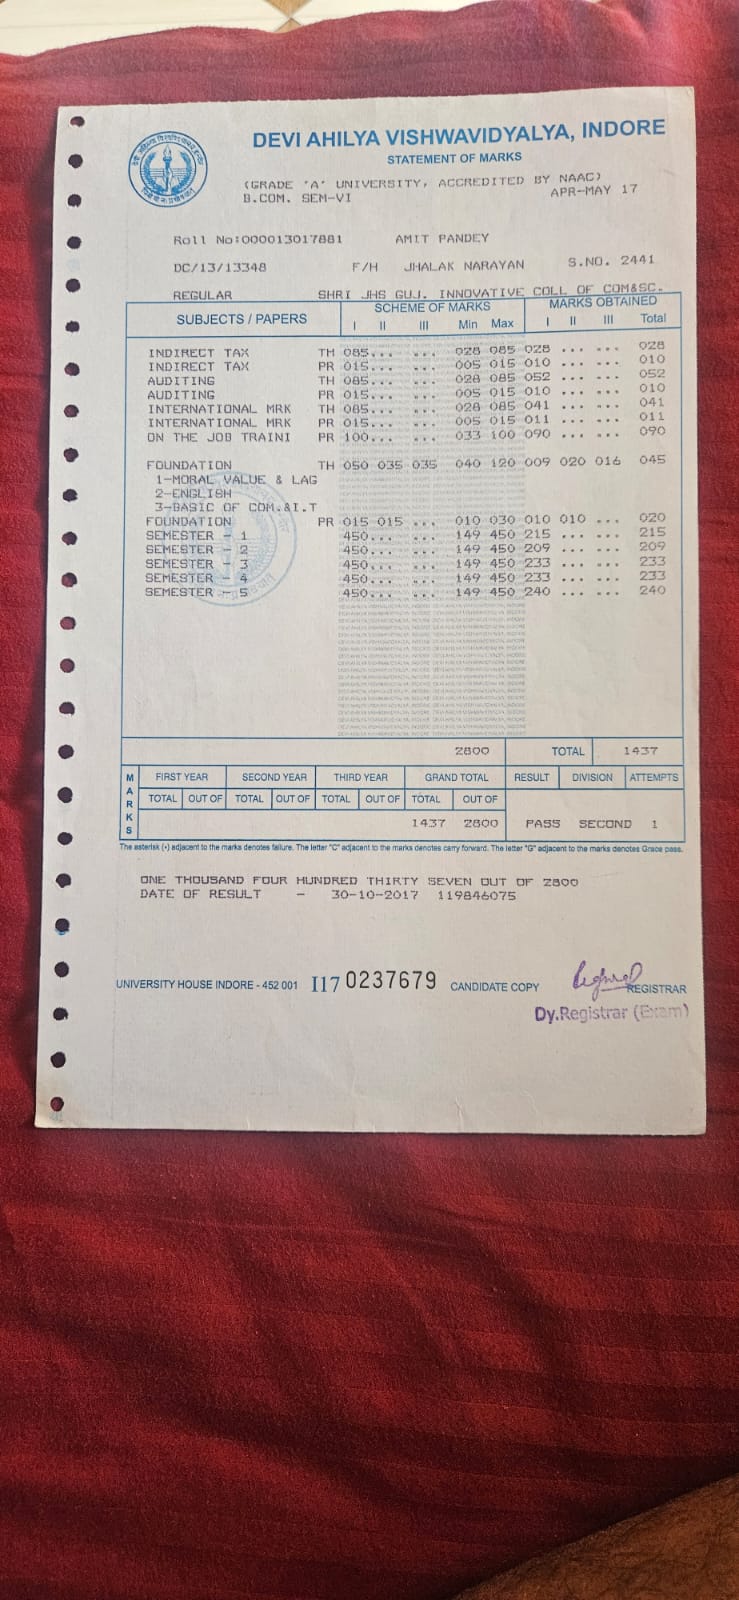 DEVI AHILYA VISHWAVIDYALYA, INDORE
STATEMENT OF MARKS
(GRADE 'A' UNIVERSITY, ACCREDITED BY NAAC)
B.COM. SEM-VI APR-MAY 17
Roll No:000013017881 AMIT PANDEY
DC/13/13348 F/H JHALAK NARAYAN S.NO. 2441
REGULAR SHRI JHS GUJ. INNOVATIVE COLL OF COM&SC.
SUBJECTS / PAPERS SCHEME OF MARKS MARKS OBTAINED
I II III Min Max I II III Total
INDIRECT TAX TH 085... ... 028 085 028 ... ... 028
INDIRECT TAX PR 015... ... 005 015 010 ... ... 010
AUDITING TH 085... ... 028 085 052 ... ... 052
AUDITING PR 015... ... 005 015 010 ... ... 010
INTERNATIONAL MRK TH 085... ... 028 085 041 ... ... 041
INTERNATIONAL MRK PR 015... ... 005 015 011 ... ... 011
ON THE JOB TRAINI PR 100... ... 033 100 090 ... ... 090
FOUNDATION TH 050 035 035 040 120 009 020 016 045
1-MORAL VALUE & LAG
2-ENGLISH
3-BASIC OF COM.&I.T
FOUNDATION PR 015 015 ... 010 030 010 010 ... 020
SEMESTER - 1 450... ... 149 450 215 ... ... 215
SEMESTER - 2 450... ... 149 450 209 ... ... 209
SEMESTER - 3 450... ... 149 450 233 ... ... 233
SEMESTER - 4 450... ... 149 450 233 ... ... 233
SEMESTER - 5 450... ... 149 450 240 ... ... 240
2800 TOTAL 1437
MARKS FIRST YEAR SECOND YEAR THIRD YEAR GRAND TOTAL RESULT DIVISION ATTEMPTS
TOTAL OUT OF TOTAL OUT OF TOTAL OUT OF TOTAL OUT OF
1437 2800 PASS SECOND 1
The asterisk (*) adjacent to the marks denotes failure. The letter "C" adjacent to the marks denotes carry forward. The letter "G" adjacent to the marks denotes Grace pass.
ONE THOUSAND FOUR HUNDRED THIRTY SEVEN OUT OF 2800
DATE OF RESULT - 30-10-2017 119846075
UNIVERSITY HOUSE INDORE - 452 001 I17 0237679 CANDIDATE COPY REGISTRAR
Dy.Registrar (Exam)